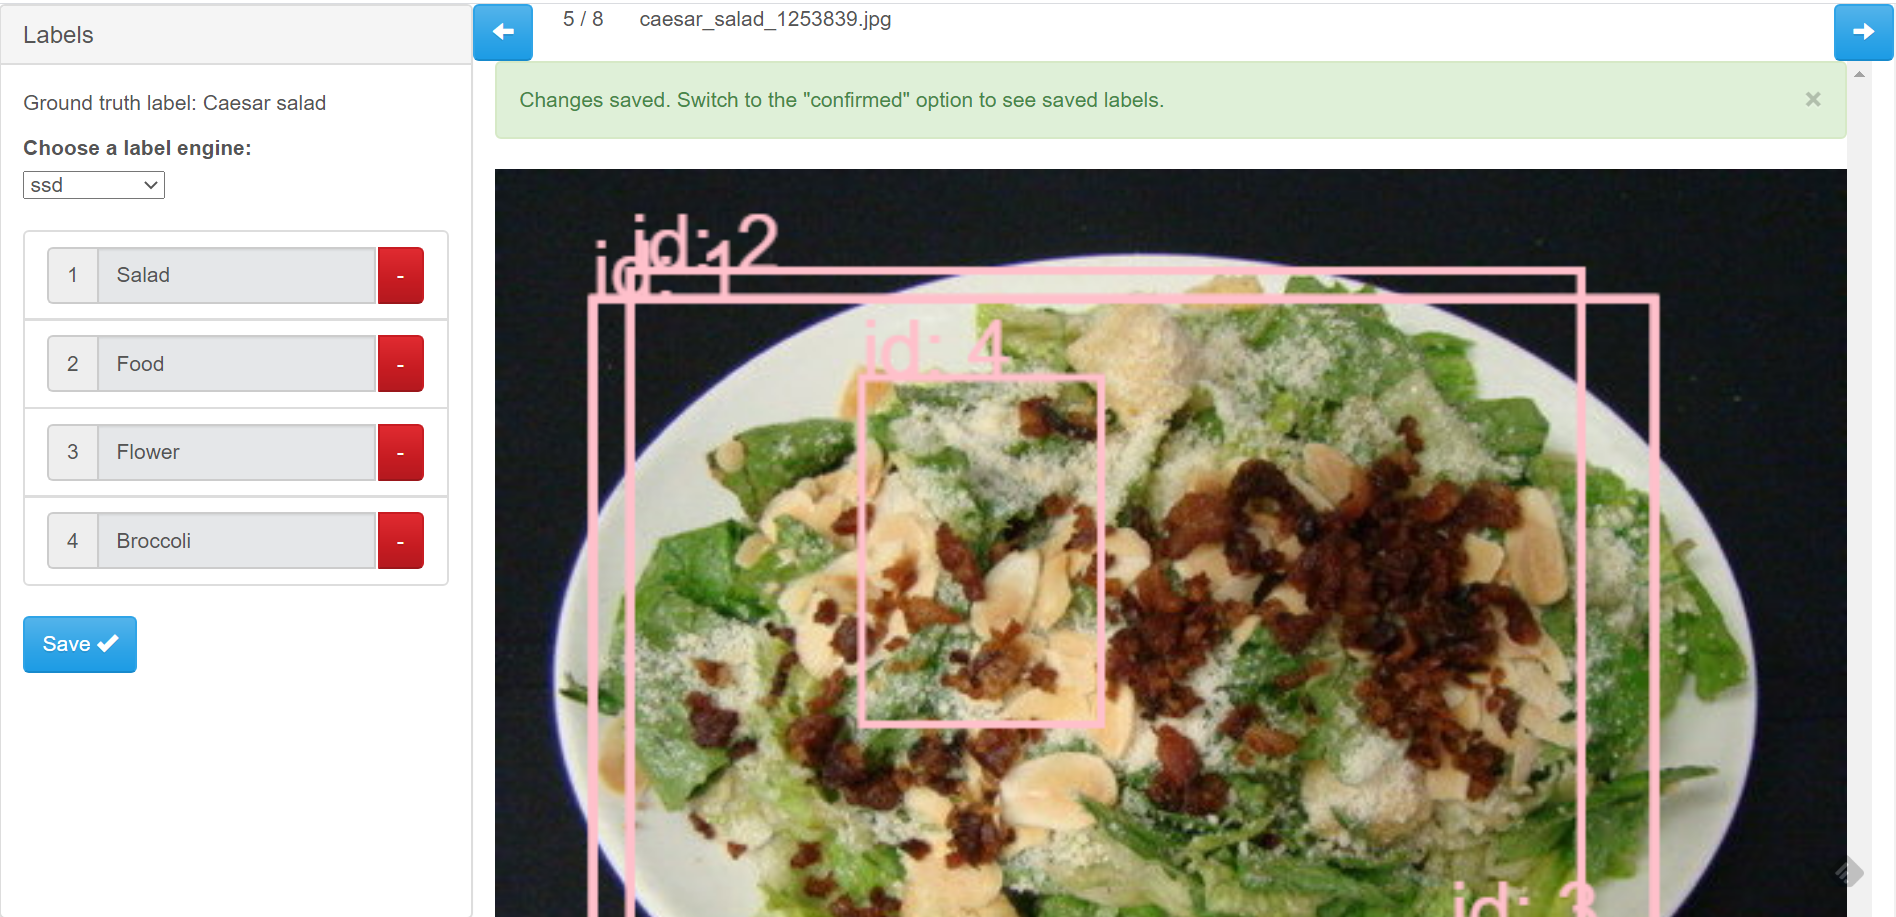 Labels
5 / 8 caesar_salad_1253839.jpg
Ground truth label: Caesar salad
Choose a label engine:
ssd
1 Salad -
2 Food -
3 Flower -
4 Broccoli -
Save
Changes saved. Switch to the "confirmed" option to see saved labels. ×
id: 2
id: 1
id: 4
id: 3